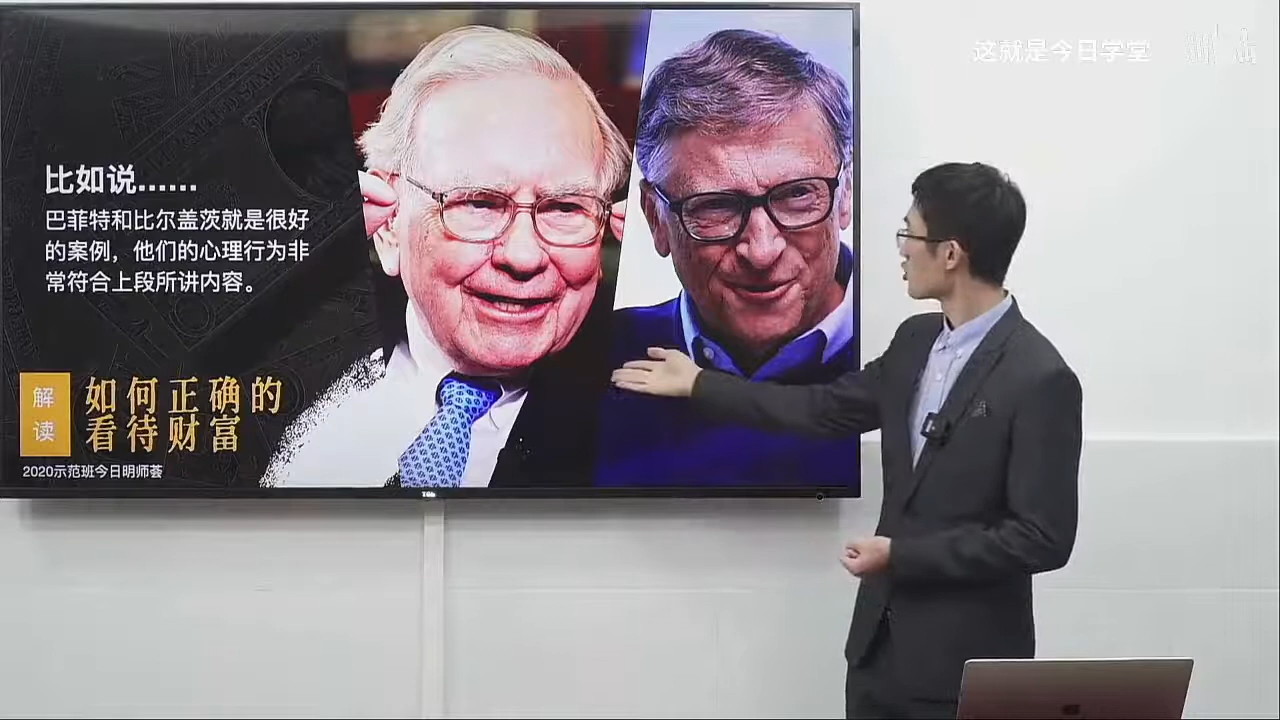 这就是今日学堂
比如说......
巴菲特和比尔盖茨就是很好
的案例，他们的心理行为非
常符合上段所讲内容。
解读
如何正确的
看待财富
2020示范班今日明师荟